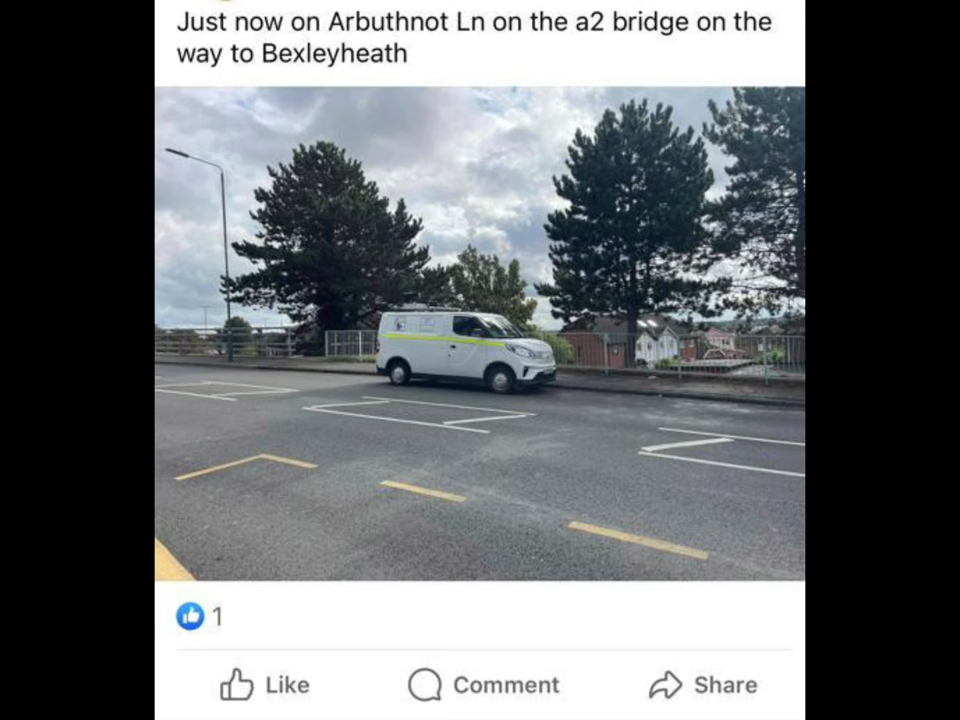 Just now on Arbuthnot Ln on the a2 bridge on the
way to Bexleyheath
1
Like
Comment
Share